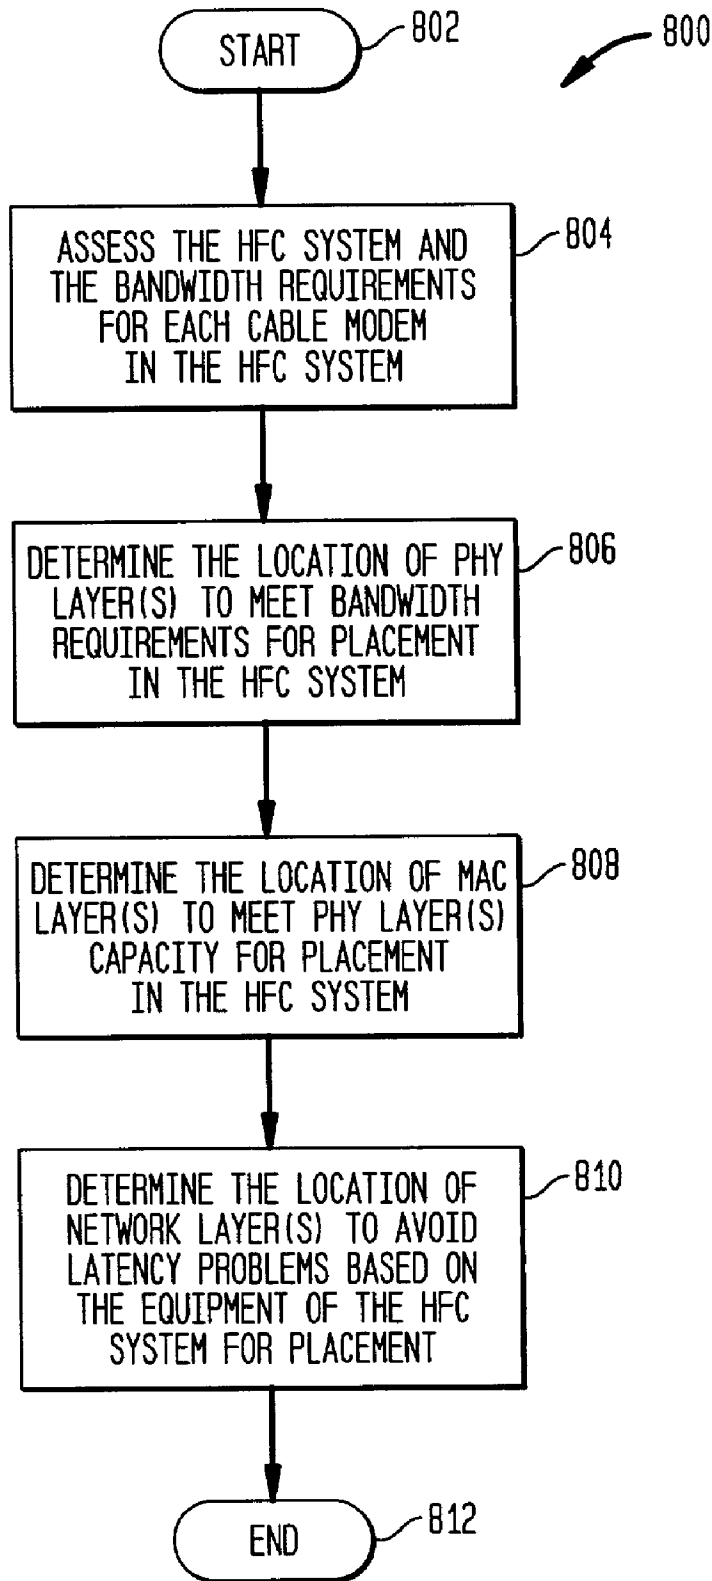 START
802
800
ASSESS THE HFC SYSTEM AND
THE BANDWIDTH REQUIREMENTS
FOR EACH CABLE MODEM
IN THE HFC SYSTEM
804
DETERMINE THE LOCATION OF PHY
LAYER(S) TO MEET BANDWIDTH
REQUIREMENTS FOR PLACEMENT
IN THE HFC SYSTEM
806
DETERMINE THE LOCATION OF MAC
LAYER(S) TO MEET PHY LAYER(S)
CAPACITY FOR PLACEMENT
IN THE HFC SYSTEM
808
DETERMINE THE LOCATION OF
NETWORK LAYER(S) TO AVOID
LATENCY PROBLEMS BASED ON
THE EQUIPMENT OF THE HFC
SYSTEM FOR PLACEMENT
810
END
812